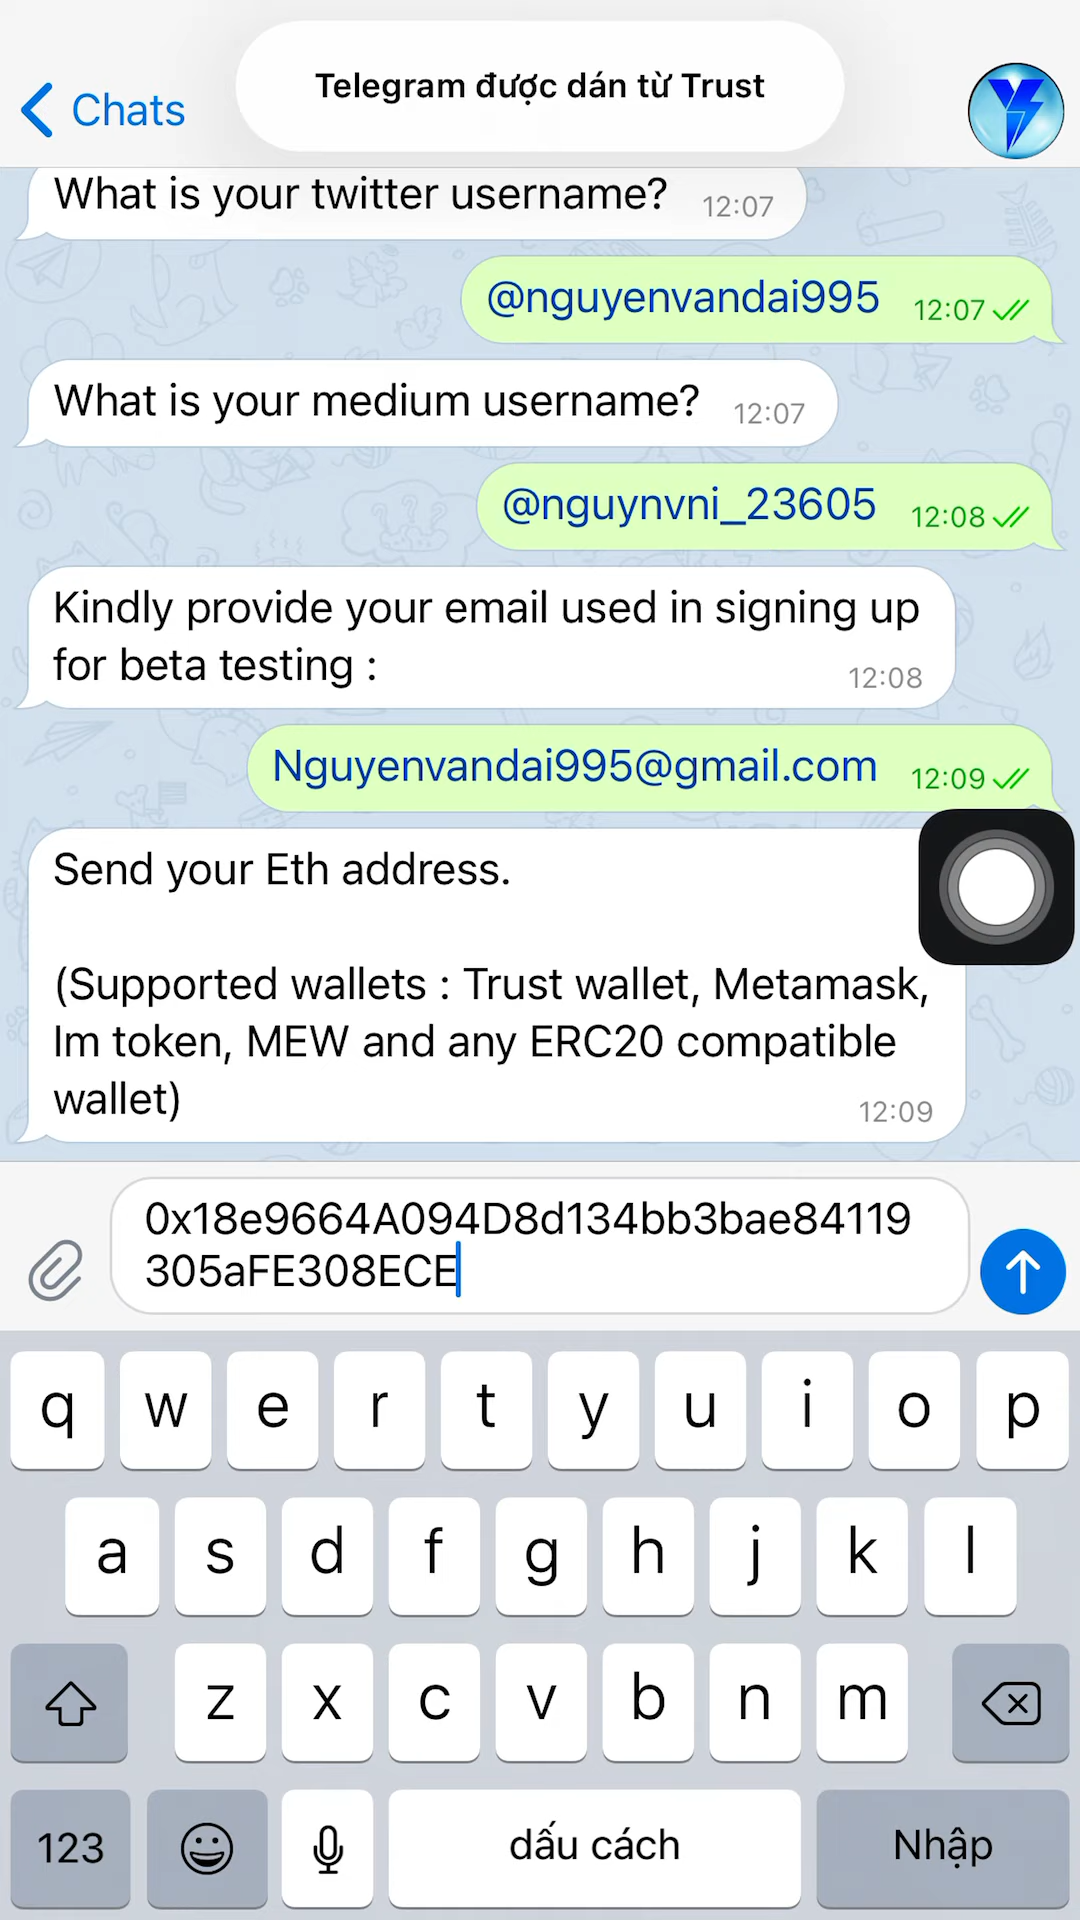 Telegram được dán từ Trust
Chats
What is your twitter username? 12:07
@nguyenvandai995 12:07
What is your medium username? 12:07
@nguynvni_23605 12:08
Kindly provide your email used in signing up
for beta testing :
12:08
Nguyenvandai995@gmail.com 12:09
Send your Eth address.
(Supported wallets : Trust wallet, Metamask,
Im token, MEW and any ERC20 compatible
wallet)
12:09
0x18e9664A094D8d134bb3bae84119
305aFE308ECE
q w e r t y u i o p
a s d f g h j k l
z x c v b n m
123 dấu cách Nhập